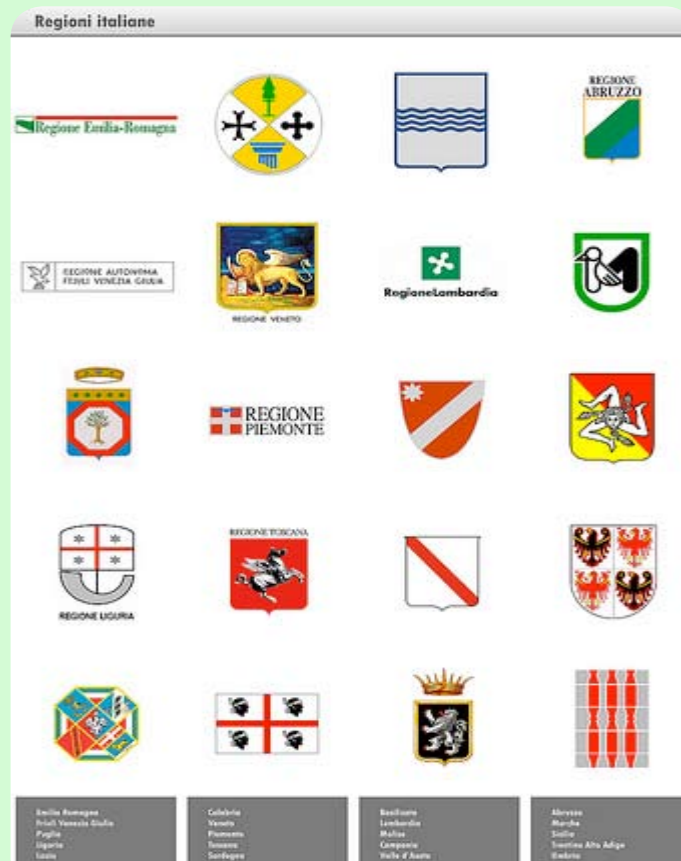 Regioni italiane
Regione Emilia-Romagna
REGIONE
ABRUZZO
REGIONE AUTONOMA
FRIULI VENEZIA GIULIA
REGIONE VENETO
RegioneLombardia
REGIONE
PIEMONTE
REGIONE LIGURIA
REGIONE TOSCANA
Emilia Romagna
Friuli Venezia Giulia
Puglia
Liguria
Lazio
Calabria
Veneto
Piemonte
Toscana
Sardegna
Basilicata
Lombardia
Molise
Campania
Valle d'Aosta
Abruzzo
Marche
Sicilia
Trentino Alto Adige
Umbria